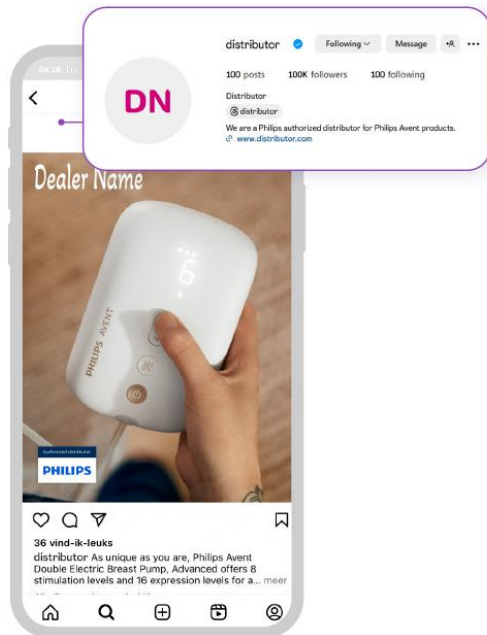 distributor Following Message
100 posts 100K followers 100 following
Distributor
distributor
We are a Philips authorized distributor for Philips Avent products.
www.distributor.com
DN
Dealer Name
PHILIPS AVENT
Authorized distributor
PHILIPS
36 vind-ik-leuks
distributor As unique as you are, Philips Avent
Double Electric Breast Pump, Advanced offers 8
stimulation levels and 16 expression levels for a... meer